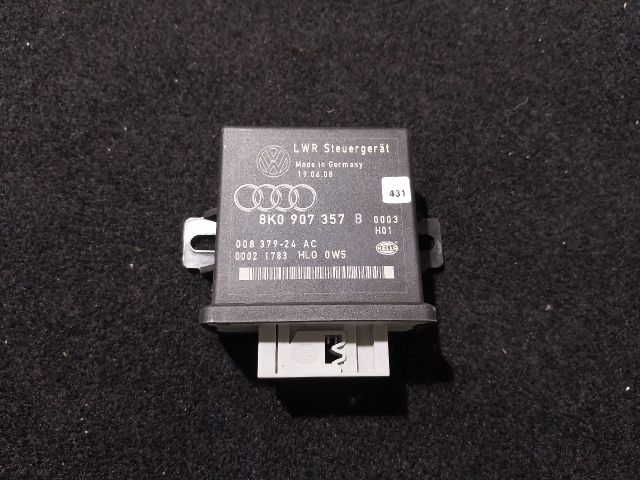 LWR Steuergerät
Made in Germany
19.06.08
431
8K0 907 357 B 0003
H01
008 379-24 AC
0002 1783 HL0 0W5
HELLA